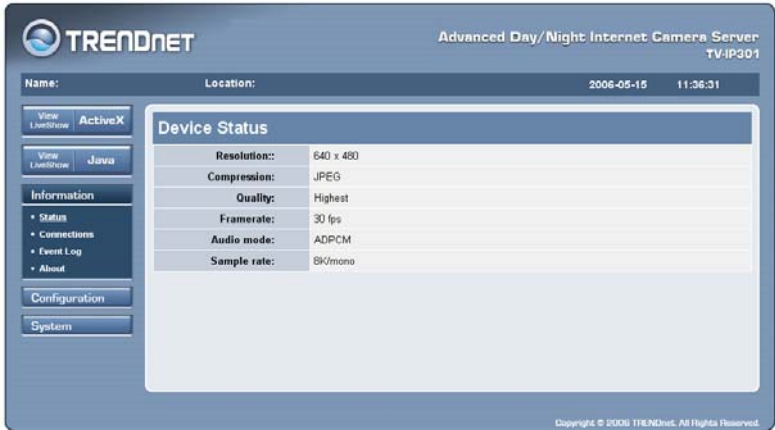 TRENDnet
Advanced Day/Night Internet Camera Server
TV-IP301
Name: Location: 2006-05-15 11:36:31
View LiveShow ActiveX
View LiveShow Java
Information
• Status
• Connections
• Event Log
• About
Configuration
System
Device Status
Resolution:: 640 x 480
Compression: JPEG
Quality: Highest
Framerate: 30 fps
Audio mode: ADPCM
Sample rate: 8K/mono
Copyright © 2006 TRENDnet. All Rights Reserved.